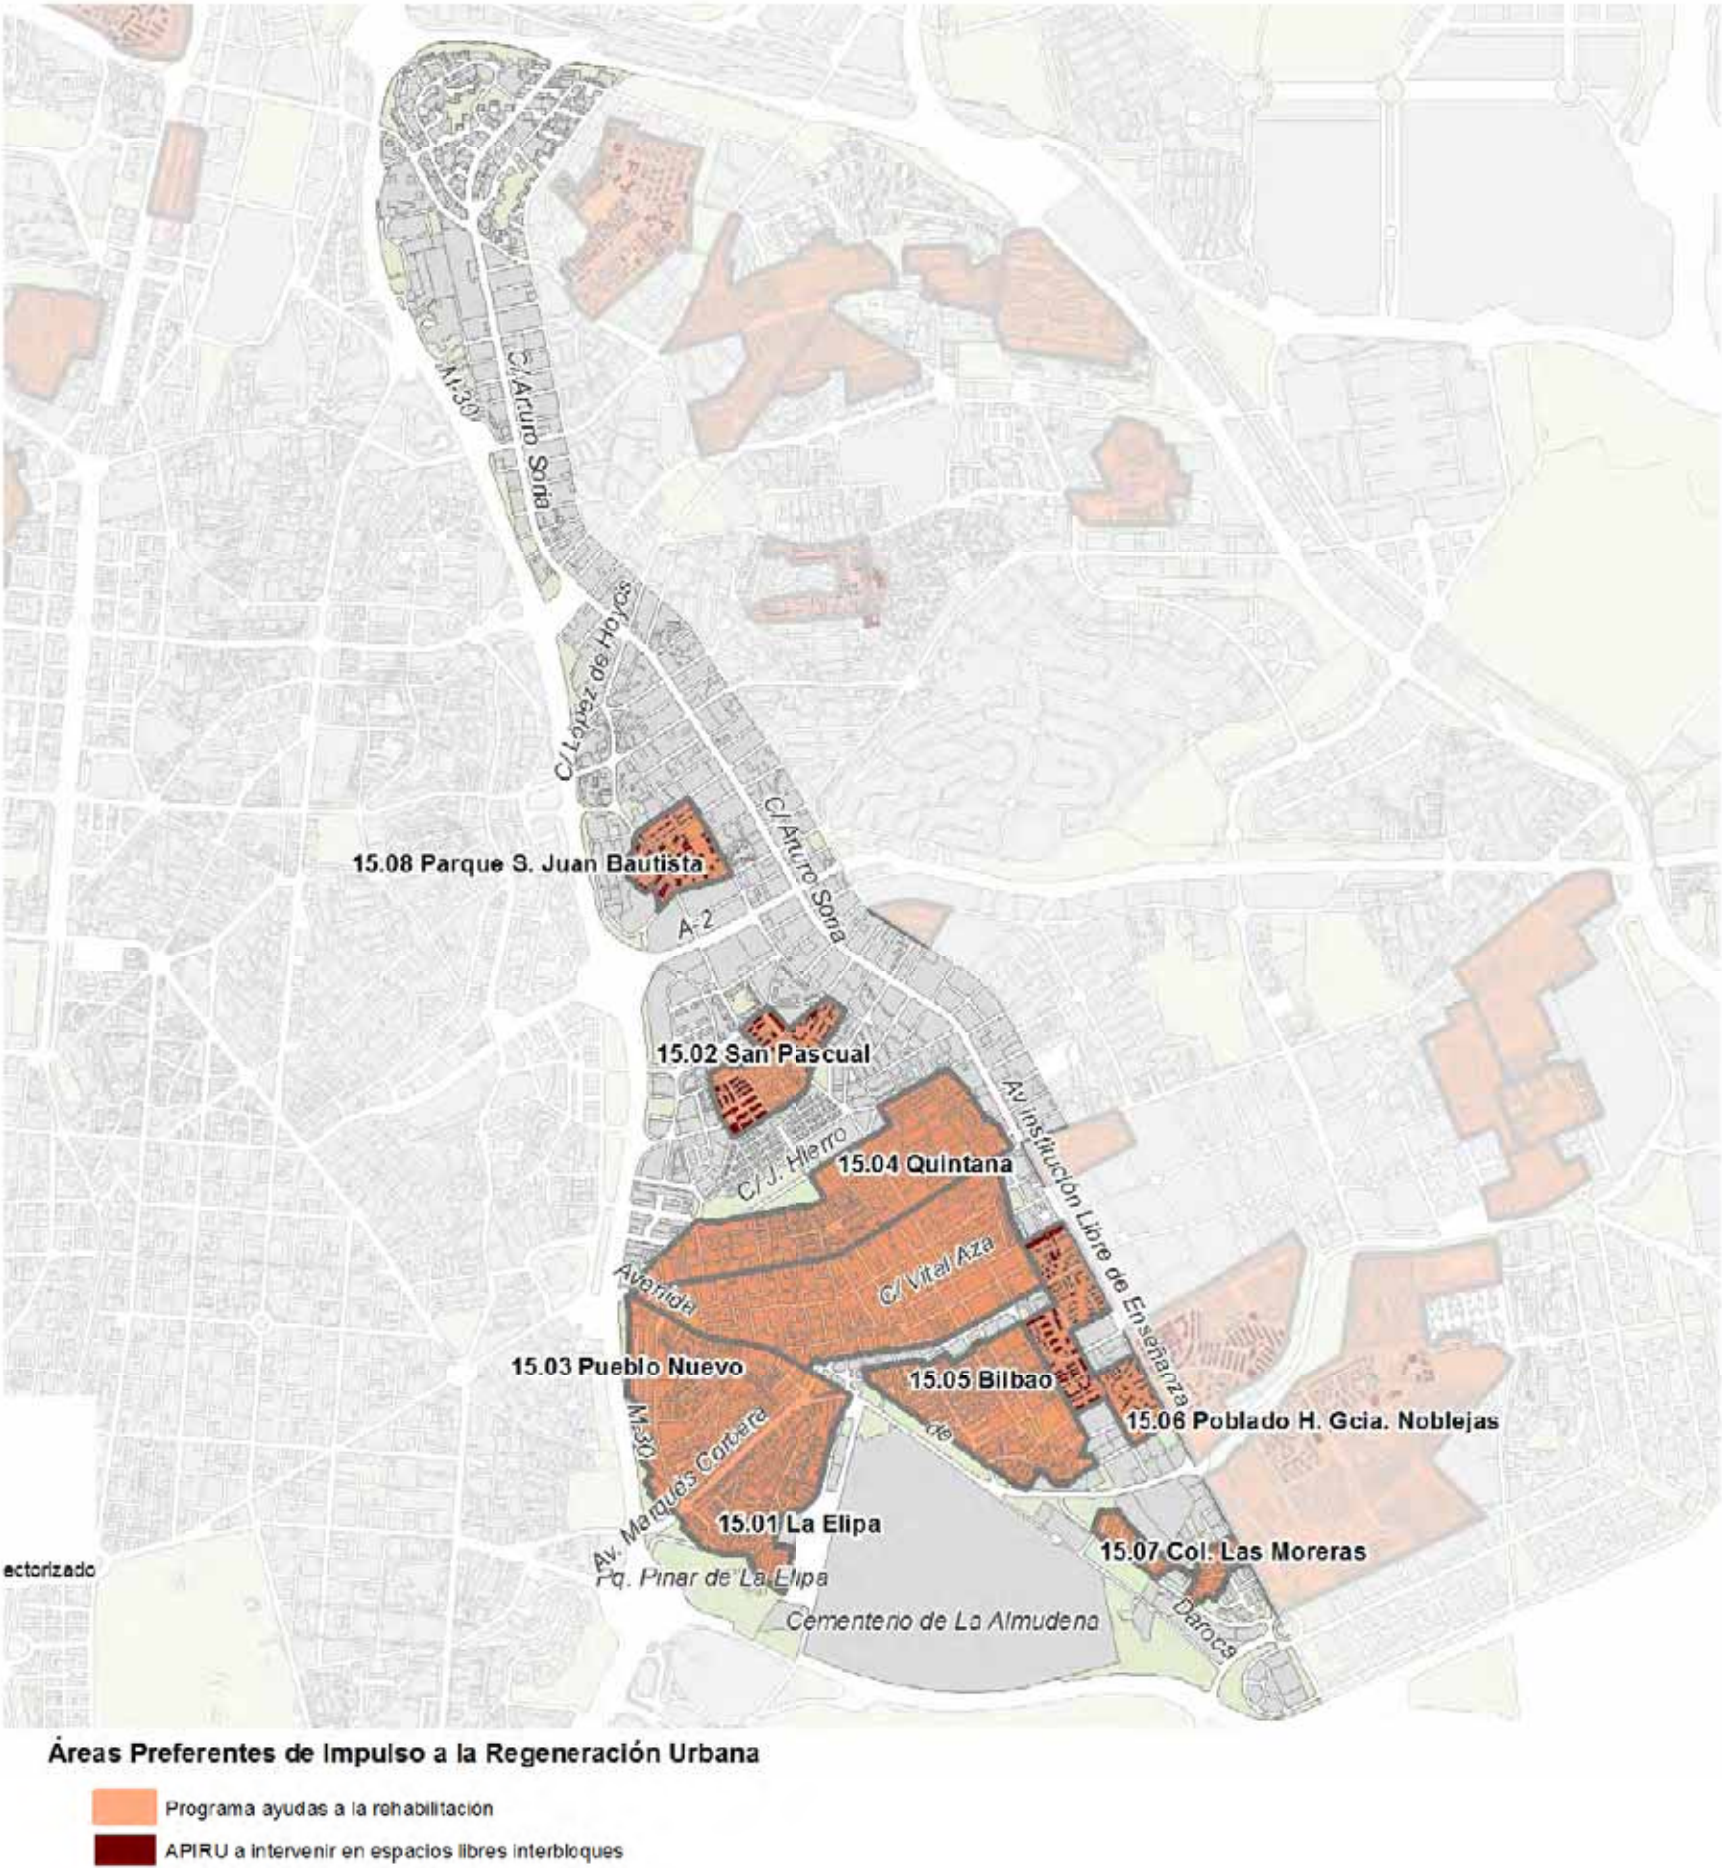 M-30
C/ Arturo Soria
C/ López de Hoyos
C/ Arturo Soria
15.08 Parque S. Juan Bautista
A-2
15.02 San Pascual
Av. Institución Libre de Enseñanza
C/ J. Hierro
15.04 Quintana
C/ Vital Aza
Avenida
15.03 Pueblo Nuevo
15.05 Bilbao
M-30
de
15.06 Poblado H. Gcia. Noblejas
Av. Marqués Corbera
15.01 La Elipa
15.07 Col. Las Moreras
ectorizado
Pq. Pinar de La Elipa
Cementerio de La Almudena
Daroca
Áreas Preferentes de Impulso a la Regeneración Urbana
Programa ayudas a la rehabilitación
APIRU a intervenir en espacios libres interbloques